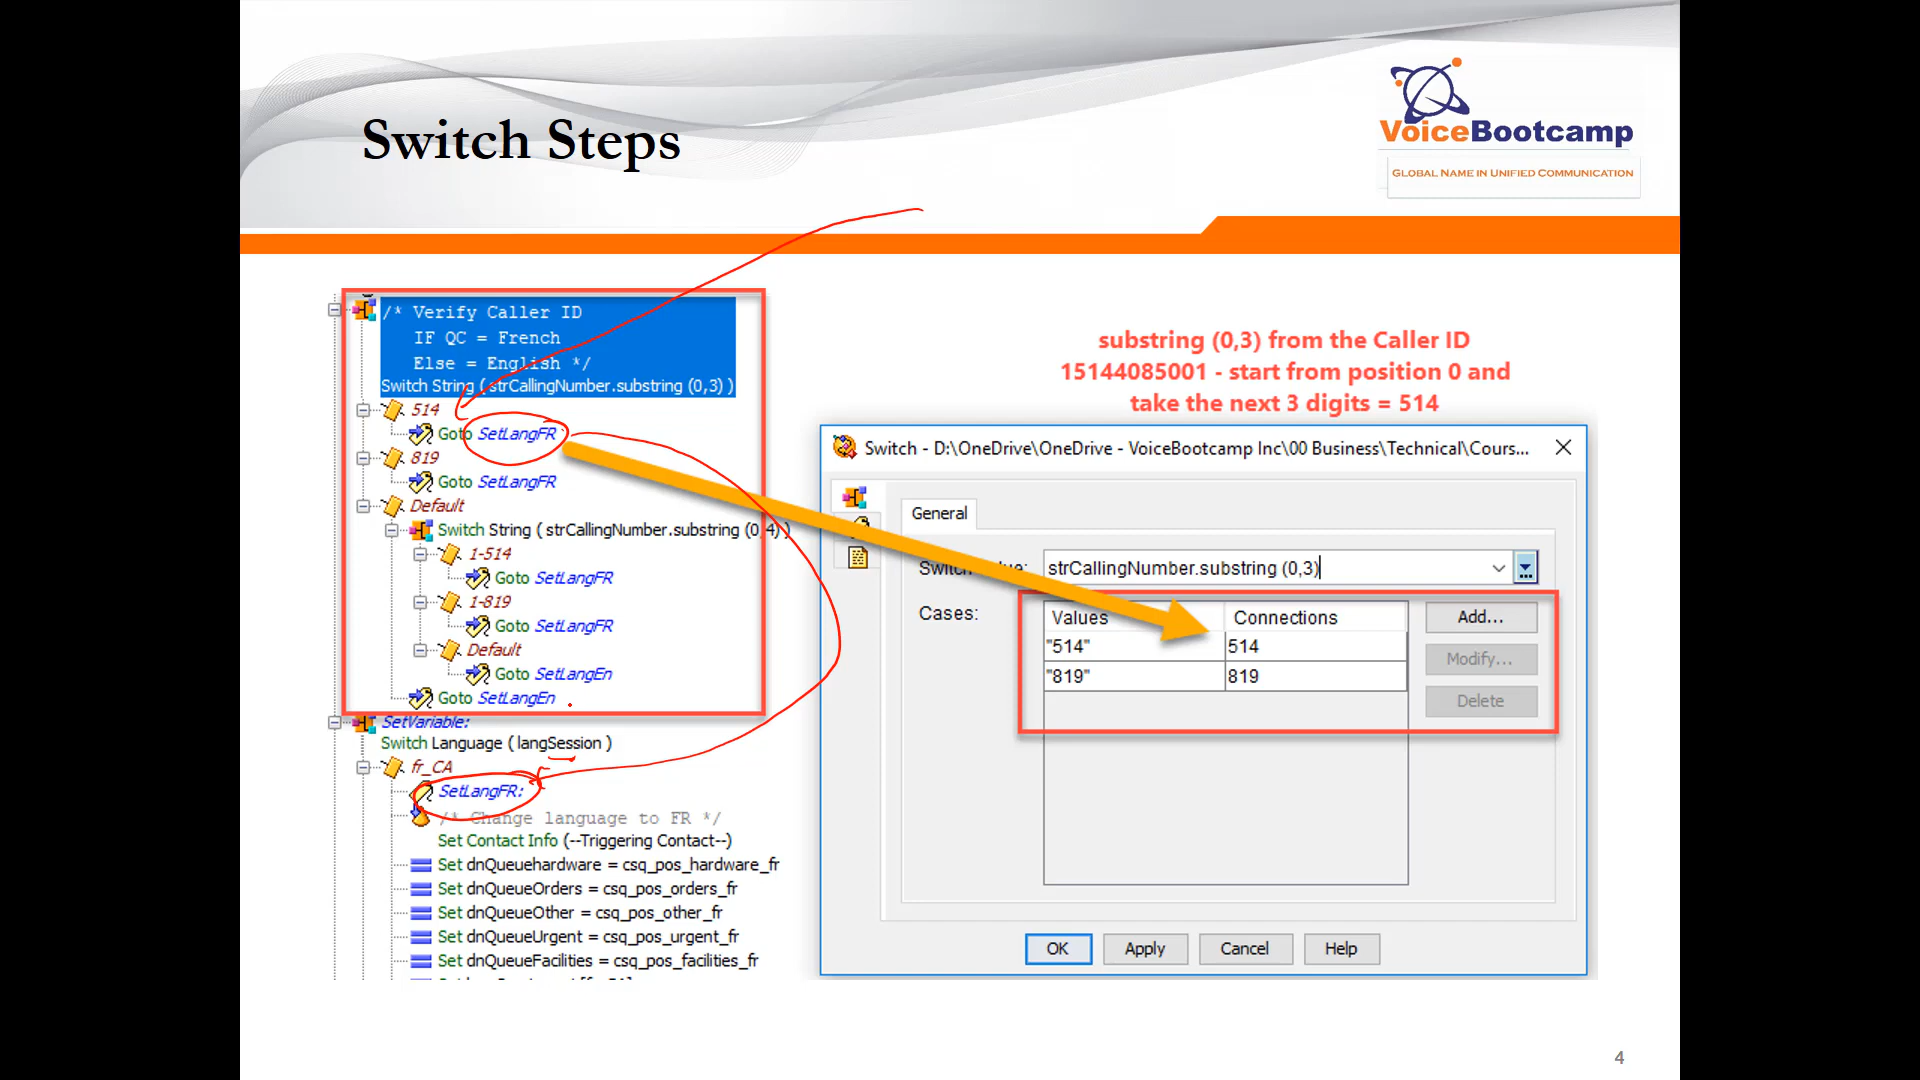 Switch Steps
VoiceBootcamp
GLOBAL NAME IN UNIFIED COMMUNICATION
/* Verify Caller ID
IF QC = French
Else = English */
Switch String ( strCallingNumber.substring (0,3) )
514
Goto SetLangFR
819
Goto SetLangFR
Default
Switch String ( strCallingNumber.substring (0,4) )
1-514
Goto SetLangFR
1-819
Goto SetLangFR
Default
Goto SetLangEn
Goto SetLangEn
SetVariable:
Switch Language ( langSession )
fr_CA
SetLangFR:
/* Change language to FR */
Set Contact Info (--Triggering Contact--)
Set dnQueuehardware = csq_pos_hardware_fr
Set dnQueueOrders = csq_pos_orders_fr
Set dnQueueOther = csq_pos_other_fr
Set dnQueueUrgent = csq_pos_urgent_fr
Set dnQueueFacilities = csq_pos_facilities_fr
substring (0,3) from the Caller ID
15144085001 - start from position 0 and
take the next 3 digits = 514
Switch - D:\OneDrive\OneDrive - VoiceBootcamp Inc\00 Business\Technical\Cours...
General
strCallingNumber.substring (0,3)
Cases:
Values Connections
"514" 514
"819" 819
Add...
Modify...
Delete
OK Apply Cancel Help
4